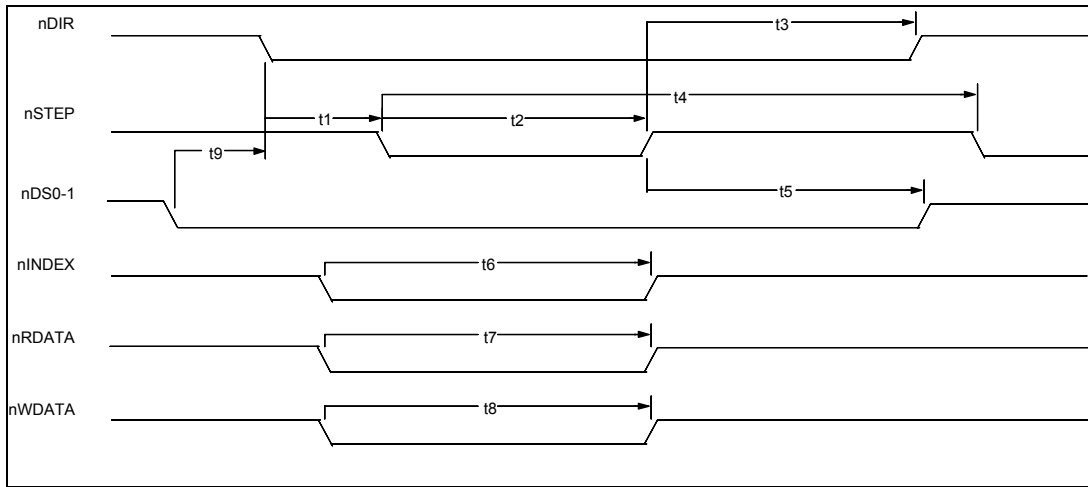 nDIR
t3
t4
nSTEP
t1
t2
t9
nDS0-1
t5
nINDEX
t6
nRDATA
t7
nWDATA
t8